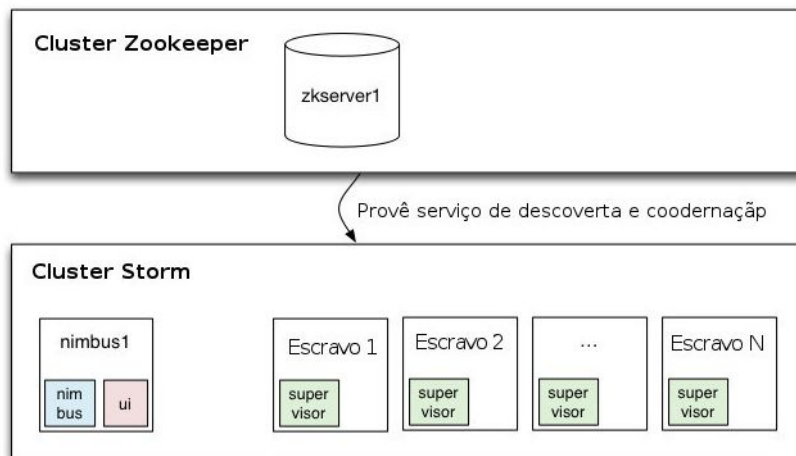 Cluster Zookeeper
zkserver1
Provê serviço de descoverta e coodernaçãp
Cluster Storm
nimbus1
nim
bus
ui
Escravo 1
super
visor
Escravo 2
super
visor
...
super
visor
Escravo N
super
visor